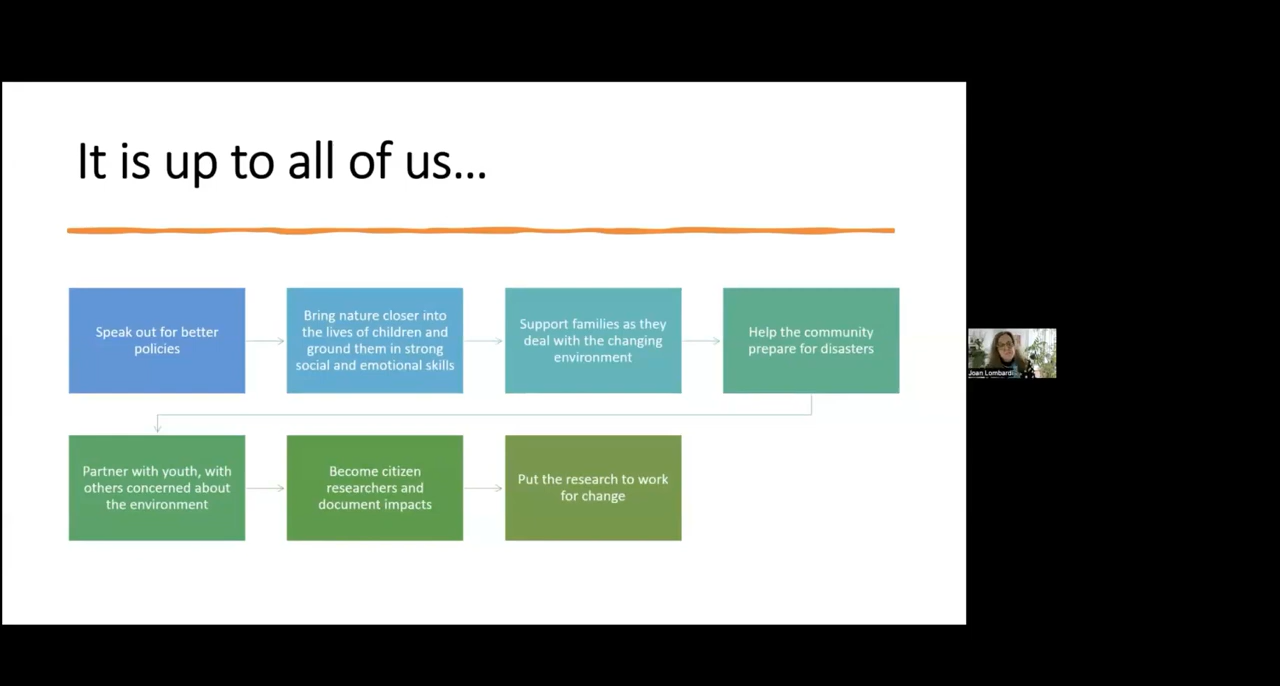 It is up to all of us...
Speak out for better
policies
Bring nature closer into
the lives of children and
ground them in strong
social and emotional skills
Support families as they
deal with the changing
environment
Help the community
prepare for disasters
Partner with youth, with
others concerned about
the environment
Become citizen
researchers and
document impacts
Put the research to work
for change
Joan Lombardi